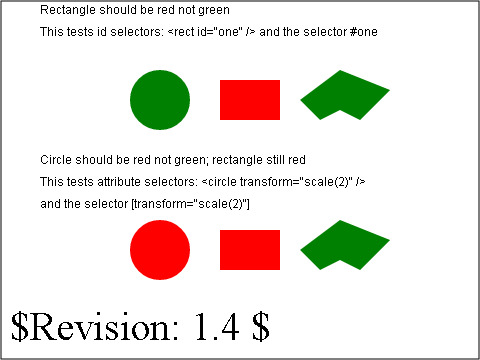 Rectangle should be red not green
This tests id selectors: <rect id="one" /> and the selector #one
Circle should be red not green; rectangle still red
This tests attribute selectors: <circle transform="scale(2)" />
and the selector [transform="scale(2)"]
$Revision: 1.4 $